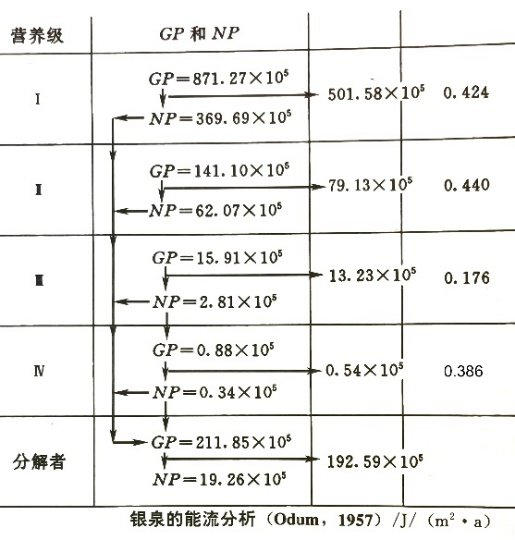 营养级 GP 和 NP
Ⅰ
GP=871.27×10⁵
501.58×10⁵ 0.424
NP=369.69×10⁵
Ⅱ
GP=141.10×10⁵
79.13×10⁵ 0.440
NP=62.07×10⁵
Ⅲ
GP=15.91×10⁵
13.23×10⁵ 0.176
NP=2.81×10⁵
Ⅳ
GP=0.88×10⁵
0.54×10⁵ 0.386
NP=0.34×10⁵
分解者
GP=211.85×10⁵
192.59×10⁵
NP=19.26×10⁵
银泉的能流分析（Odum，1957）/J/（m²·a）